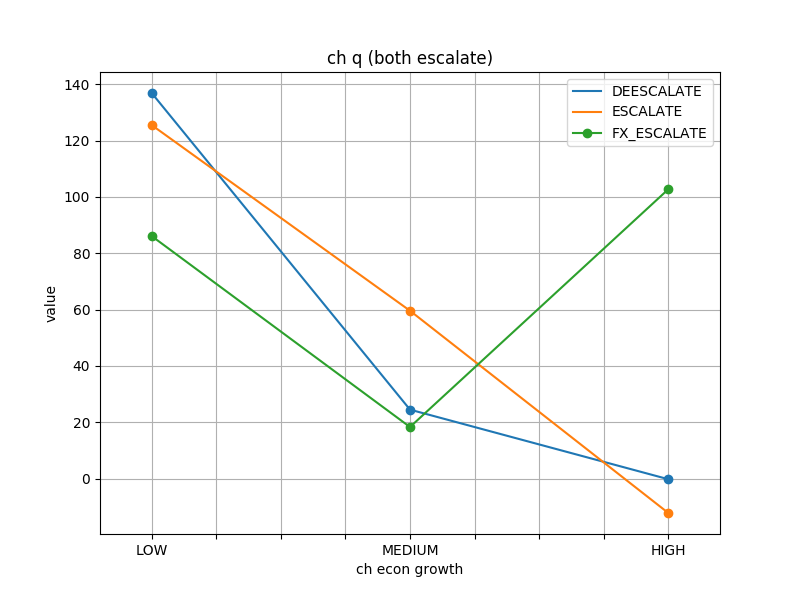 ch q (both escalate)
DEESCALATE
ESCALATE
FX_ESCALATE
140
120
100
80
60
40
20
0
value
LOW MEDIUM HIGH
ch econ growth